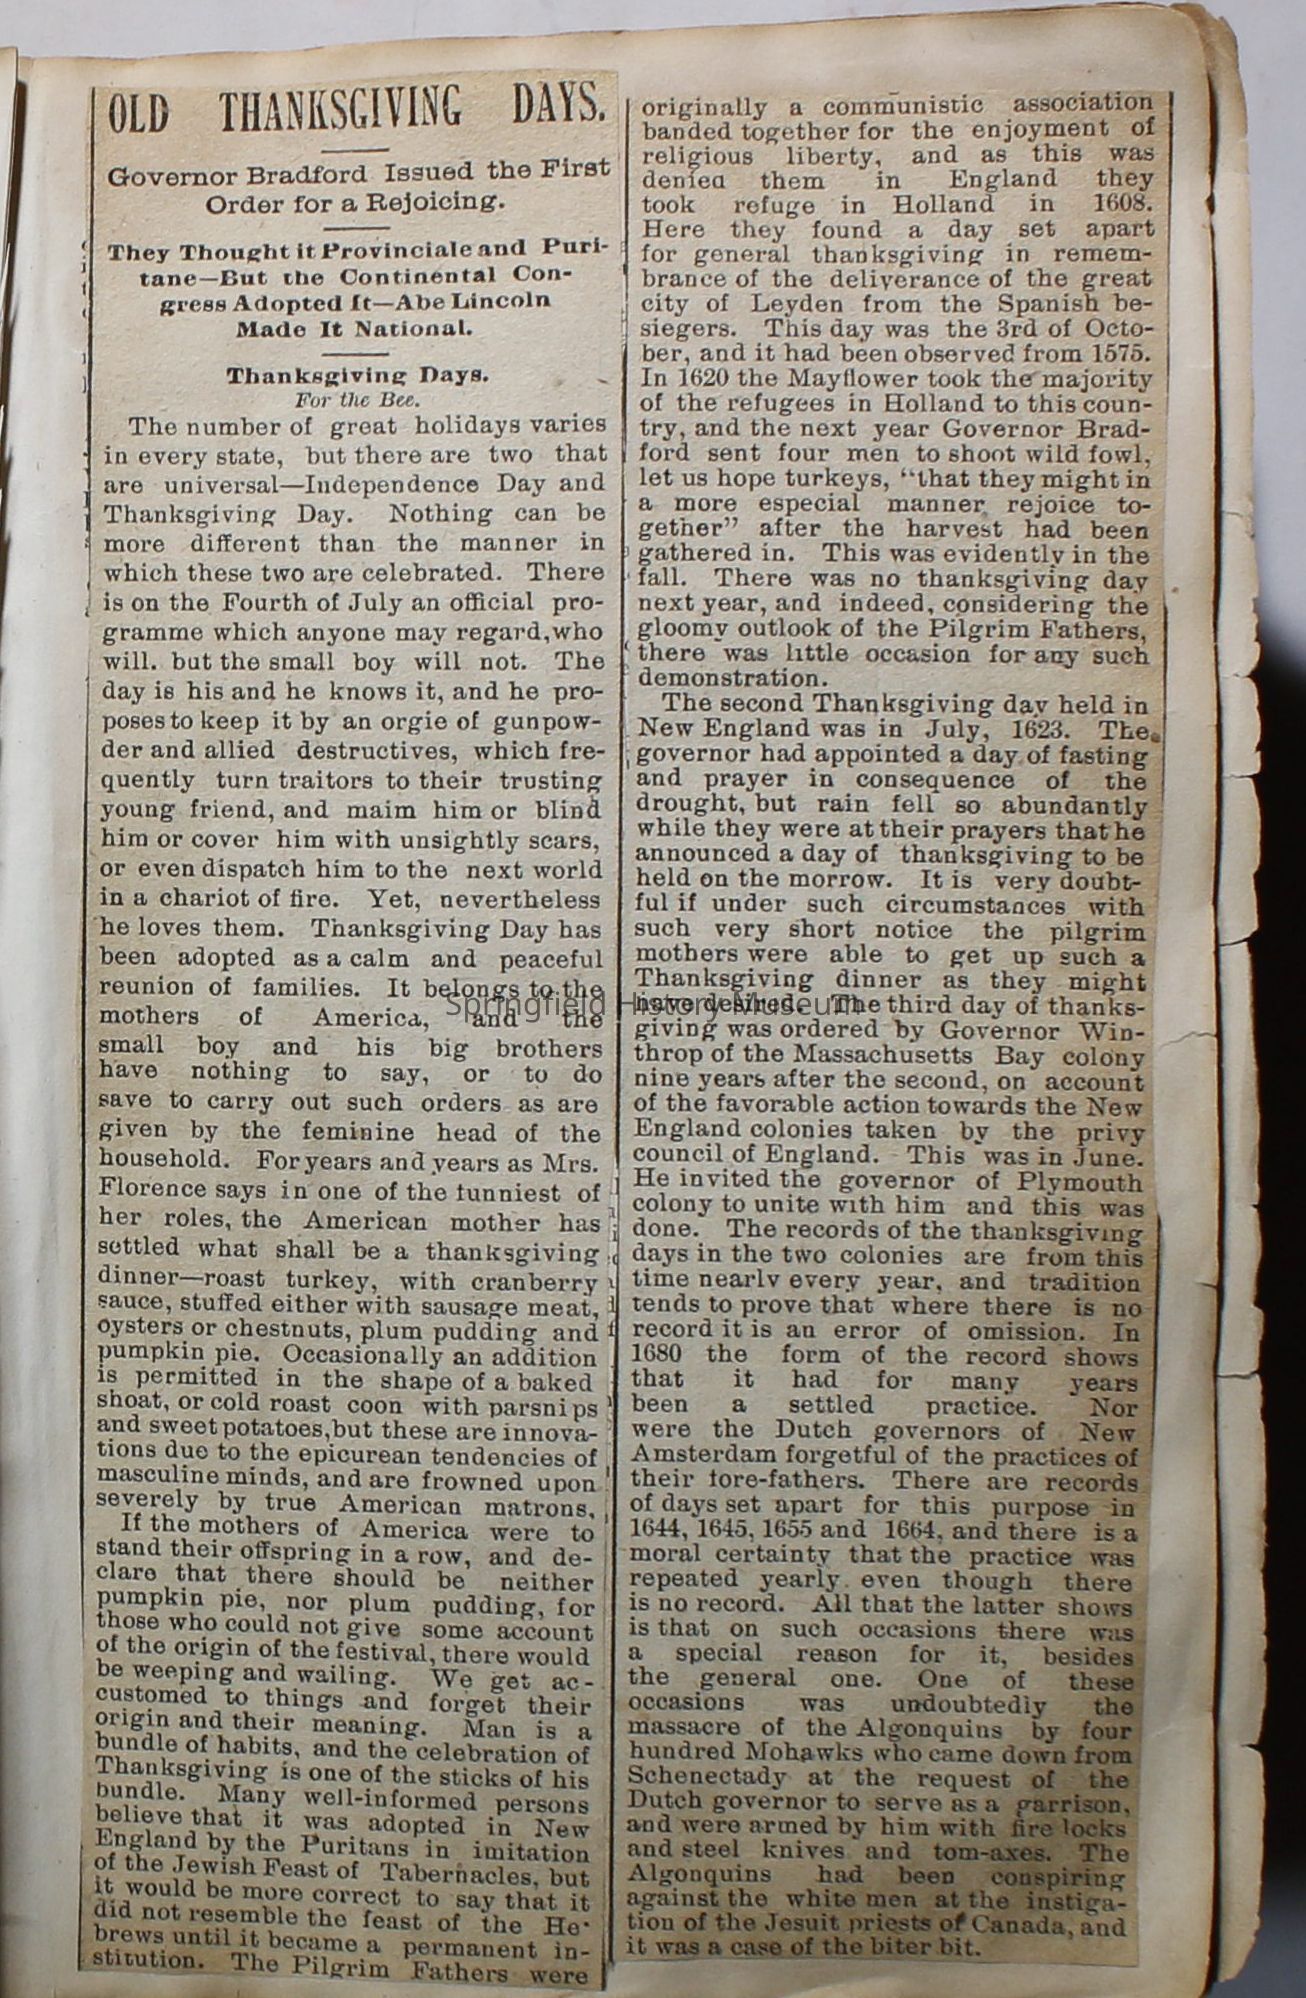 OLD THANKSGIVING DAYS.
Governor Bradford Issued the First
Order for a Rejoicing.
They Thought it Provinciale and Puri-
tane—But the Continental Con-
gress Adopted It—Abe Lincoln
Made It National.
Thanksgiving Days.
For the Bee.
The number of great holidays varies
in every state, but there are two that
are universal—Independence Day and
Thanksgiving Day. Nothing can be
more different than the manner in
which these two are celebrated. There
is on the Fourth of July an official pro-
gramme which anyone may regard,who
will. but the small boy will not. The
day is his and he knows it, and he pro-
poses to keep it by an orgie of gunpow-
der and allied destructives, which fre-
quently turn traitors to their trusting
young friend, and maim him or blind
him or cover him with unsightly scars,
or even dispatch him to the next world
in a chariot of fire. Yet, nevertheless
he loves them. Thanksgiving Day has
been adopted as a calm and peaceful
reunion of families. It belongs to the
mothers of America, and the
small boy and his big brothers
have nothing to say, or to do
save to carry out such orders as are
given by the feminine head of the
household. For years and years as Mrs.
Florence says in one of the funniest of
her roles, the American mother has
settled what shall be a thanksgiving
dinner—roast turkey, with cranberry
sauce, stuffed either with sausage meat,
oysters or chestnuts, plum pudding and
pumpkin pie. Occasionally an addition
is permitted in the shape of a baked
shoat, or cold roast coon with parsnips
and sweet potatoes,but these are innova-
tions due to the epicurean tendencies of
masculine minds, and are frowned upon
severely by true American matrons.
If the mothers of America were to
stand their offspring in a row, and de-
clare that there should be neither
pumpkin pie, nor plum pudding, for
those who could not give some account
of the origin of the festival, there would
be weeping and wailing. We get ac-
customed to things and forget their
origin and their meaning. Man is a
bundle of habits, and the celebration of
Thanksgiving is one of the sticks of his
bundle. Many well-informed persons
believe that it was adopted in New
England by the Puritans in imitation
of the Jewish Feast of Tabernacles, but
it would be more correct to say that it
did not resemble the feast of the He-
brews until it became a permanent in-
stitution. The Pilgrim Fathers were
originally a communistic association
banded together for the enjoyment of
religious liberty, and as this was
denied them in England they
took refuge in Holland in 1608.
Here they found a day set apart
for general thanksgiving in remem-
brance of the deliverance of the great
city of Leyden from the Spanish be-
siegers. This day was the 3rd of Octo-
ber, and it had been observed from 1575.
In 1620 the Mayflower took the majority
of the refugees in Holland to this coun-
try, and the next year Governor Brad-
ford sent four men to shoot wild fowl,
let us hope turkeys, "that they might in
a more especial manner rejoice to-
gether" after the harvest had been
gathered in. This was evidently in the
fall. There was no thanksgiving day
next year, and indeed, considering the
gloomy outlook of the Pilgrim Fathers,
there was little occasion for any such
demonstration.
The second Thanksgiving day held in
New England was in July, 1623. The
governor had appointed a day of fasting
and prayer in consequence of the
drought, but rain fell so abundantly
while they were at their prayers that he
announced a day of thanksgiving to be
held on the morrow. It is very doubt-
ful if under such circumstances with
such very short notice the pilgrim
mothers were able to get up such a
Thanksgiving dinner as they might
have desired. The third day of thanks-
giving was ordered by Governor Win-
throp of the Massachusetts Bay colony
nine years after the second, on account
of the favorable action towards the New
England colonies taken by the privy
council of England. This was in June.
He invited the governor of Plymouth
colony to unite with him and this was
done. The records of the thanksgiving
days in the two colonies are from this
time nearly every year, and tradition
tends to prove that where there is no
record it is an error of omission. In
1680 the form of the record shows
that it had for many years
been a settled practice. Nor
were the Dutch governors of New
Amsterdam forgetful of the practices of
their fore-fathers. There are records
of days set apart for this purpose in
1644, 1645, 1655 and 1664, and there is a
moral certainty that the practice was
repeated yearly. even though there
is no record. All that the latter shows
is that on such occasions there was
a special reason for it, besides
the general one. One of these
occasions was undoubtedly the
massacre of the Algonquins by four
hundred Mohawks who came down from
Schenectady at the request of the
Dutch governor to serve as a garrison,
and were armed by him with fire locks
and steel knives and tom-axes. The
Algonquins had been conspiring
against the white men at the instiga-
tion of the Jesuit priests of Canada, and
it was a case of the biter bit.
Springfield History Museum